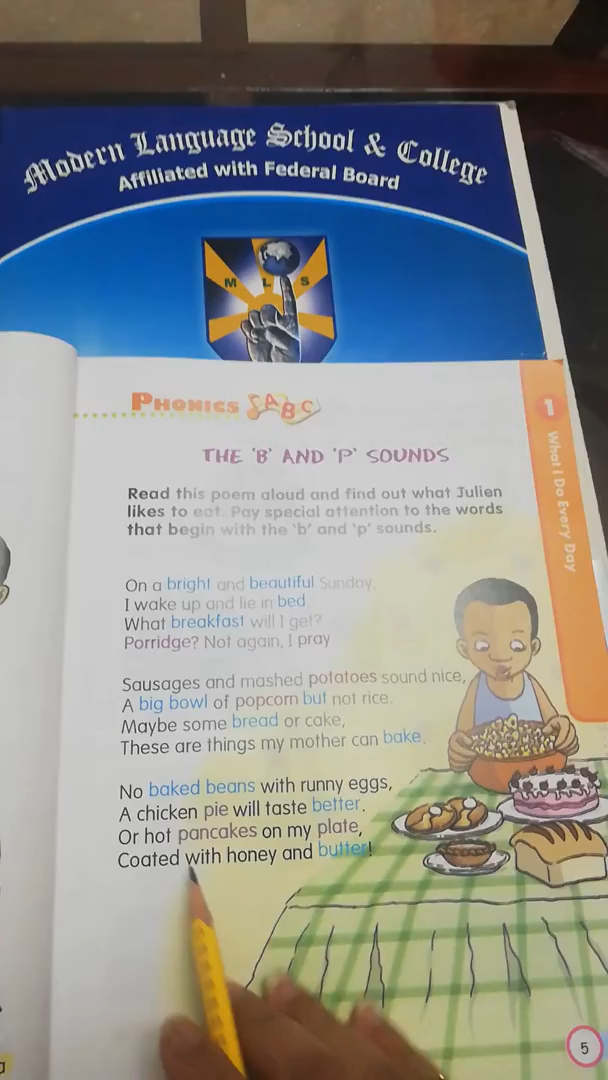 Modern Language School & College
Affiliated with Federal Board
M L S
PHONICS ABC
THE 'B' AND 'P' SOUNDS
Read this poem aloud and find out what Julien
likes to eat. Pay special attention to the words
that begin with the 'b' and 'p' sounds.
On a bright and beautiful Sunday,
I wake up and lie in bed
What breakfast will I get?
Porridge? Not again, I pray
Sausages and mashed potatoes sound nice,
A big bowl of popcorn but not rice.
Maybe some bread or cake,
These are things my mother can bake.
No baked beans with runny eggs,
A chicken pie will taste better.
Or hot pancakes on my plate,
Coated with honey and butter!
1
What I Do Every Day
5